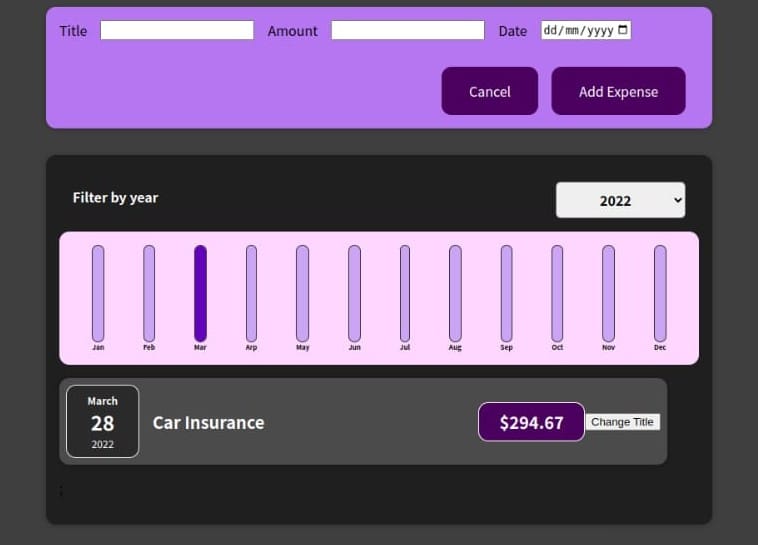 Title Amount Date dd/mm/yyyy
Cancel Add Expense
Filter by year 2022
Jan Feb Mar Arp May Jun Jul Aug Sep Oct Nov Dec
March
28
2022
Car Insurance
$294.67
Change Title
;